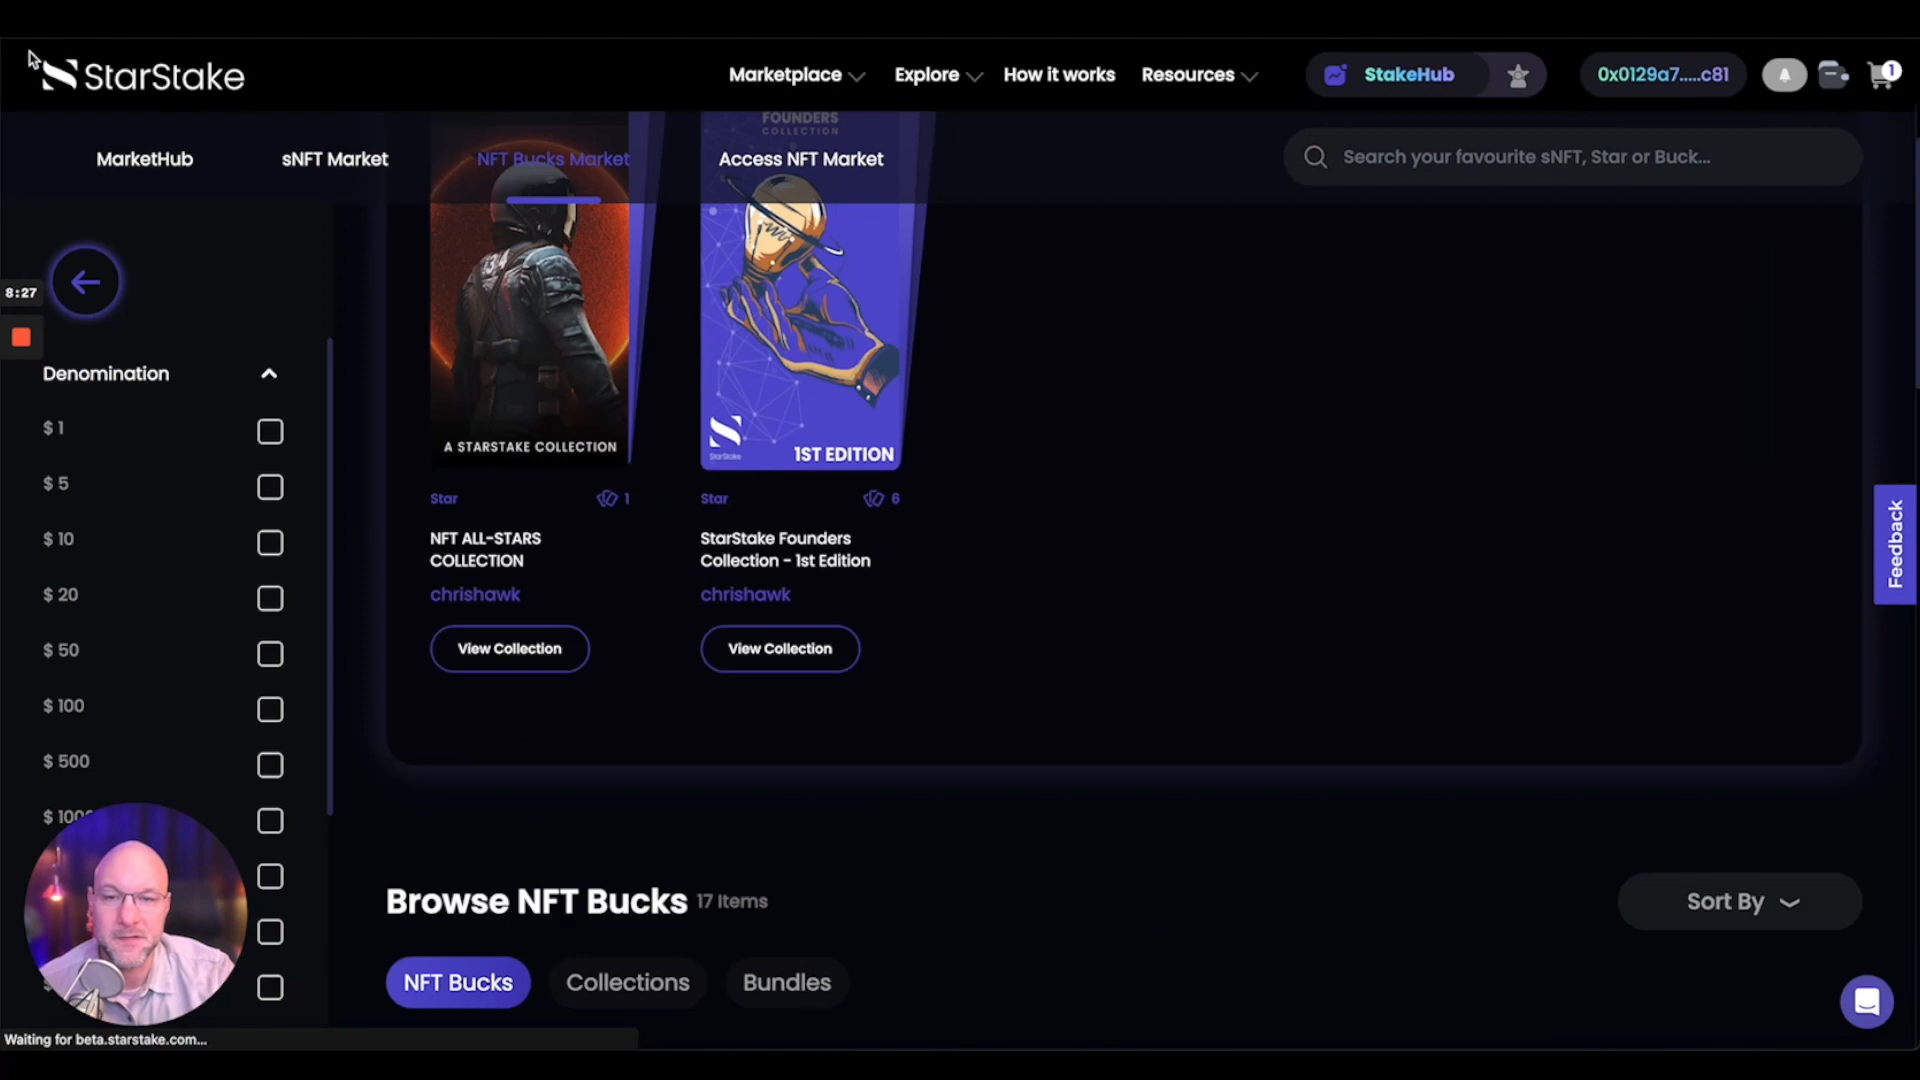 StarStake
Marketplace
Explore
How it works
Resources
StakeHub
0x0129a7.....c81
1
MarketHub
sNFT Market
NFT Bucks Market
Access NFT Market
Search your favourite sNFT, Star or Buck...
FOUNDERS
COLLECTION
8:27
Denomination
$ 1
$ 5
$ 10
$ 20
$ 50
$ 100
$ 500
A STARSTAKE COLLECTION
StarStake
1ST EDITION
Star
1
Star
6
NFT ALL-STARS
COLLECTION
StarStake Founders
Collection - 1st Edition
chrishawk
chrishawk
View Collection
View Collection
Feedback
Browse NFT Bucks 17 Items
Sort By
NFT Bucks
Collections
Bundles
Waiting for beta.starstake.com...